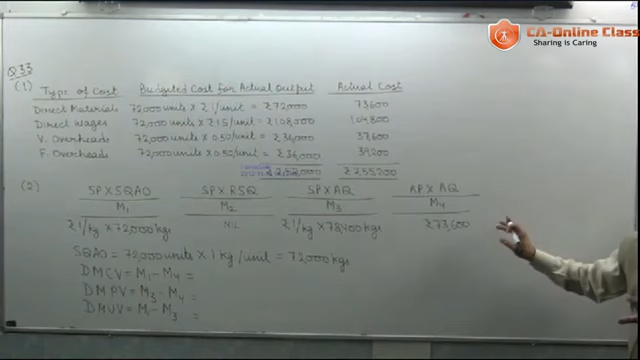 CA-Online Class
Sharing is Caring
Q33
(1) Type of Cost Budgeted Cost for Actual Output Actual Cost
Direct Materials 72,000 units x ₹1/unit = ₹72,000 73,600
Direct Wages 72,000 units x ₹1.5/unit = ₹108,000 104,800
V. Overheads 72,000 units x 0.50/unit = ₹36,000 37,600
F. Overheads 72,000 units x 0.50/unit = ₹36,000 39,200
₹2,52,000 ₹2,55,200
(2) SP X SQAO SP X RSQ SP X AQ AP X AQ
M1 M2 M3 M4
₹1/kg x 72,000 kgs NIL ₹1/kg x 78,400 kgs ₹73,600
SQAO = 72,000 units x 1 kg/unit = 72,000 kgs
DMCV = M1 - M4 =
DMPV = M3 - M4 =
DMUV = M1 - M3 =